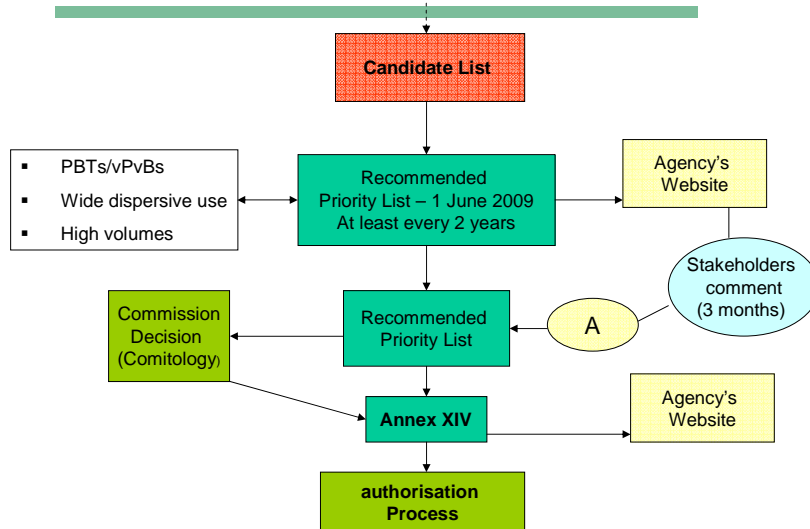 Candidate List
▪ PBTs/vPvBs
▪ Wide dispersive use
▪ High volumes
Recommended
Priority List – 1 June 2009
At least every 2 years
Agency's
Website
Stakeholders
comment
(3 months)
Commission
Decision
(Comitology)
Recommended
Priority List
A
Annex XIV
Agency's
Website
authorisation
Process